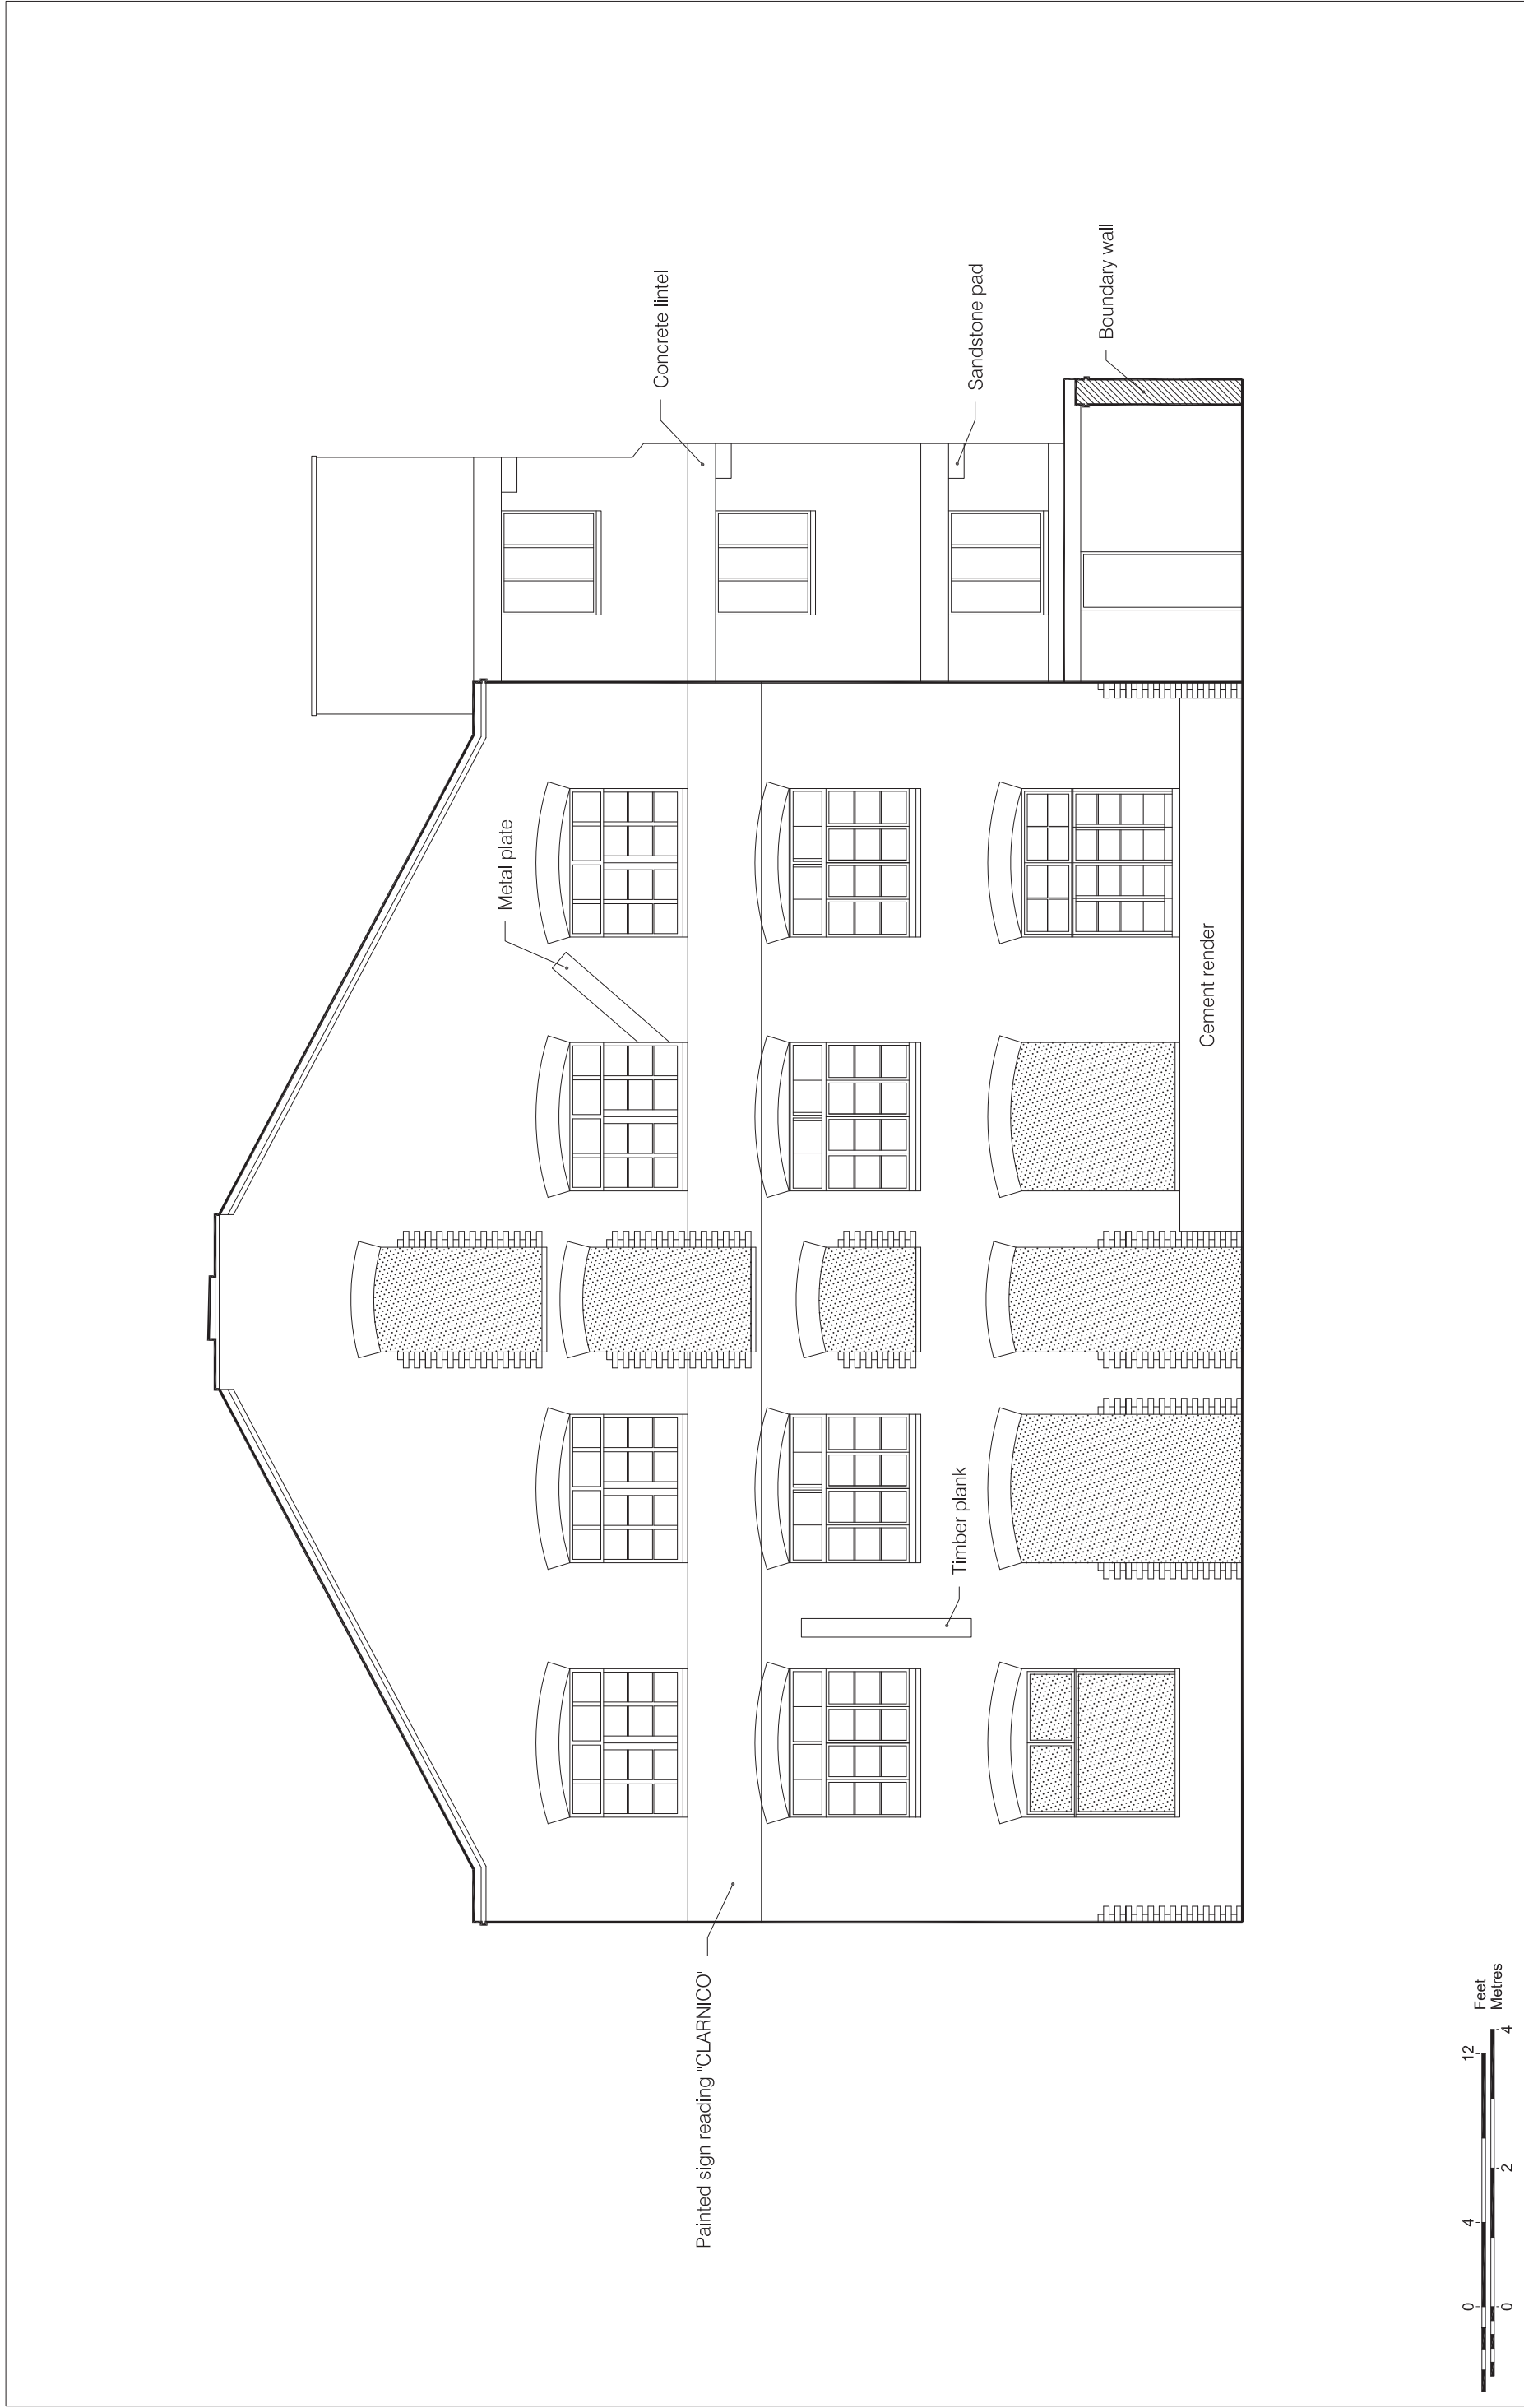 Concrete lintel
Metal plate
Sandstone pad
Boundary wall
Painted sign reading "CLARNICO"
Timber plank
Cement render
0 4 12 Feet
Metres
0 2 4